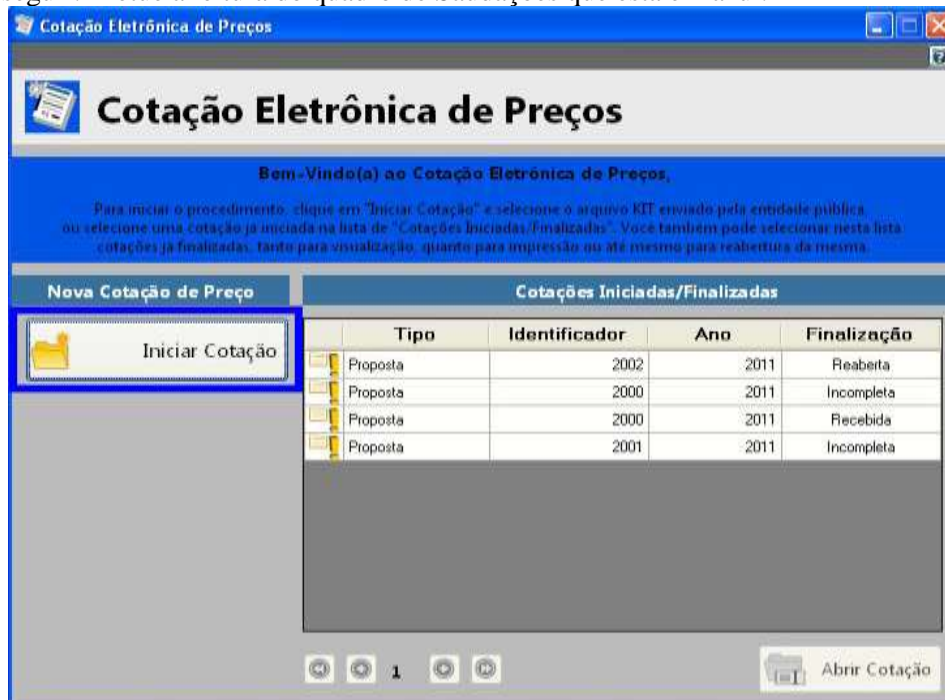 Cotação Eletrônica de Preços
Cotação Eletrônica de Preços
Bem-Vindo(a) ao Cotação Eletrônica de Preços,
Para iniciar o procedimento, clique em "Iniciar Cotação" e selecione o arquivo KIT enviado pela entidade pública,
ou selecione uma cotação já iniciada na lista de "Cotações Iniciadas/Finalizadas". Você também pode selecionar nesta lista
cotações já finalizadas, tanto para visualização, quanto para impressão ou até mesmo para reabertura da mesma.
Nova Cotação de Preço
Cotações Iniciadas/Finalizadas
Iniciar Cotação
Tipo Identificador Ano Finalização
Proposta 2002 2011 Reaberta
Proposta 2000 2011 Incompleta
Proposta 2000 2011 Recebida
Proposta 2001 2011 Incompleta
1
Abrir Cotação